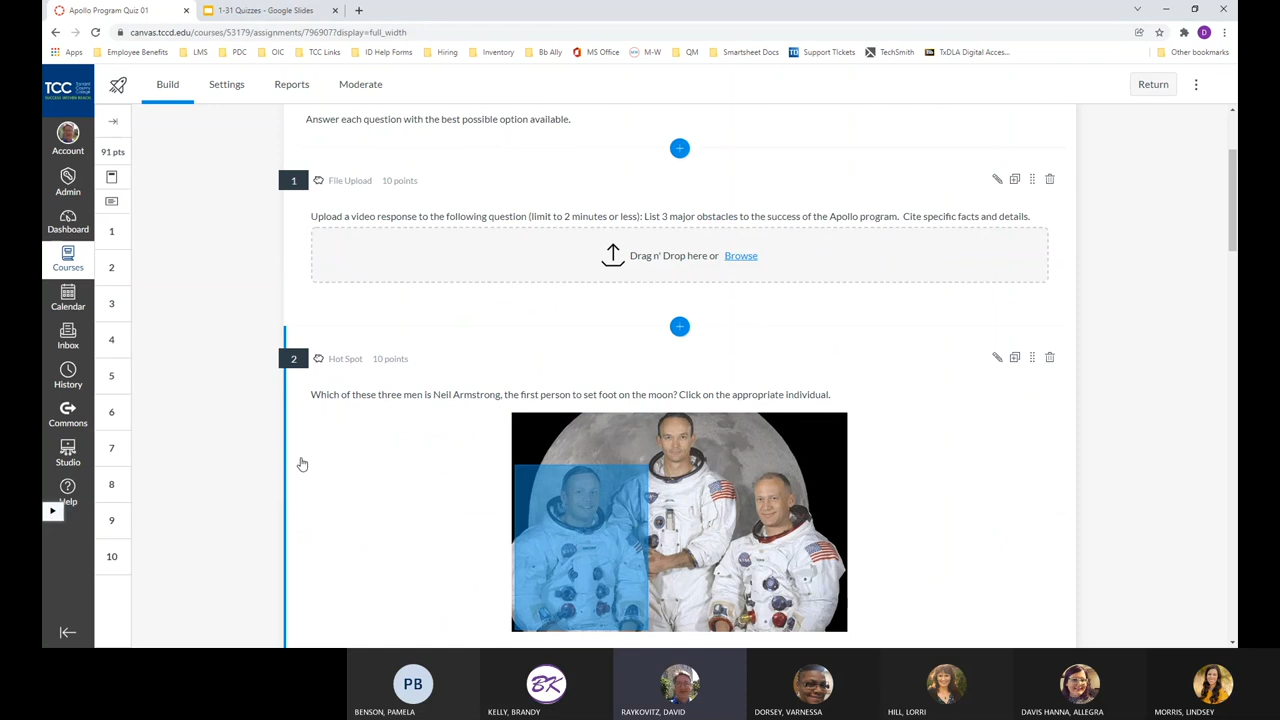 Apollo Program Quiz 01
1-31 Quizzes - Google Slides
canvas.tccd.edu/courses/53179/assignments/796907?display=full_width
Apps
Employee Benefits
LMS
PDC
OIC
TCC Links
ID Help Forms
Hiring
Inventory
Bb Ally
MS Office
M-W
QM
Smartsheet Docs
Support Tickets
TechSmith
TxDLA Digital Acces...
Other bookmarks
TCC
Tarrant County College
SUCCESS WITHIN REACH
Build
Settings
Reports
Moderate
Return
Account
Admin
Dashboard
Courses
Calendar
Inbox
History
Commons
Studio
Help
91 pts
1
2
3
4
5
6
7
8
9
10
Answer each question with the best possible option available.
1
File Upload 10 points
Upload a video response to the following question (limit to 2 minutes or less): List 3 major obstacles to the success of the Apollo program. Cite specific facts and details.
Drag n' Drop here or Browse
2
Hot Spot 10 points
Which of these three men is Neil Armstrong, the first person to set foot on the moon? Click on the appropriate individual.
PB
BENSON, PAMELA
BK
KELLY, BRANDY
RAYKOVITZ, DAVID
DORSEY, VARNESSA
HILL, LORRI
DAVIS HANNA, ALLEGRA
MORRIS, LINDSEY